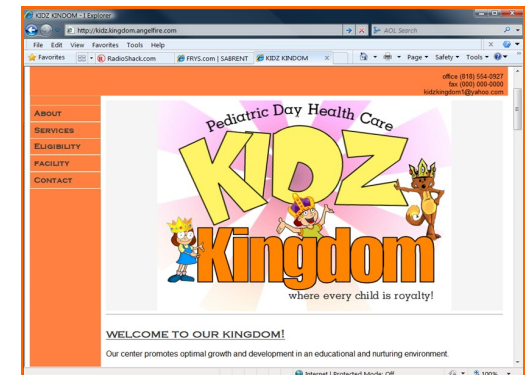 KIDZ KINDOM - [ Explorer]
http://kidz.kingdom.angelfire.com
AOL Search
File Edit View Favorites Tools Help
Favorites
RadioShack.com
FRYS.com | SABRENT
KIDZ KINDOM
Page Safety Tools
office (818) 554-0927
fax (000) 000-0000
kidzkingdom1@yahoo.com
ABOUT
SERVICES
ELIGIBILITY
FACILITY
CONTACT
Pediatric Day Health Care
KIDZ
Kingdom
where every child is royalty!
WELCOME TO OUR KINGDOM!
Our center promotes optimal growth and development in an educational and nurturing environment.
Internet | Protected Mode: Off
100%